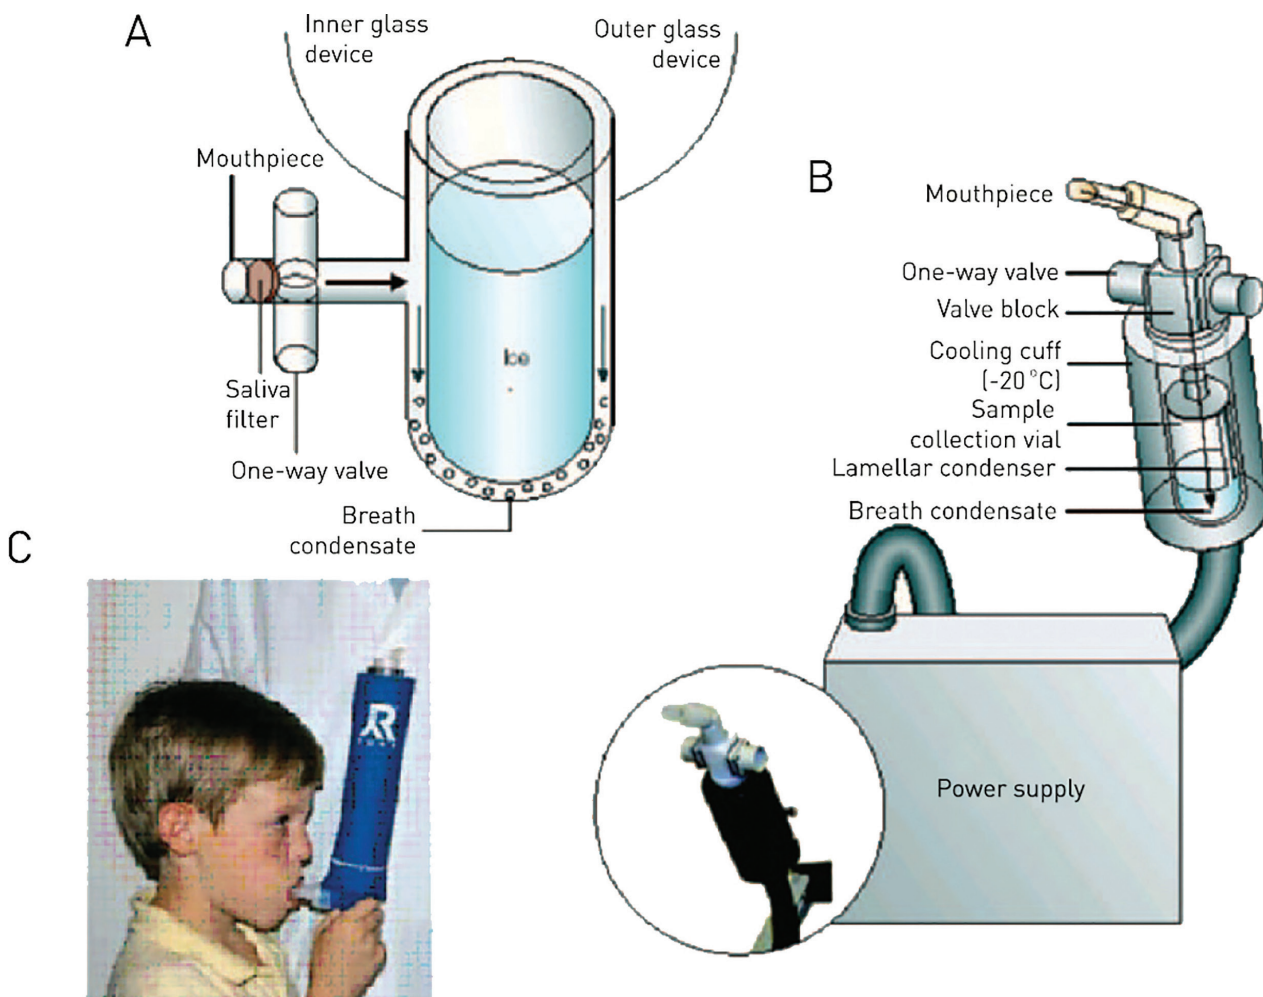 A
Inner glass
device
Outer glass
device
Mouthpiece
Ice
Saliva
filter
One-way valve
Breath
condensate
B
Mouthpiece
One-way valve
Valve block
Cooling cuff
(-20 °C)
Sample
collection vial
Lamellar condenser
Breath condensate
Power supply
C
R